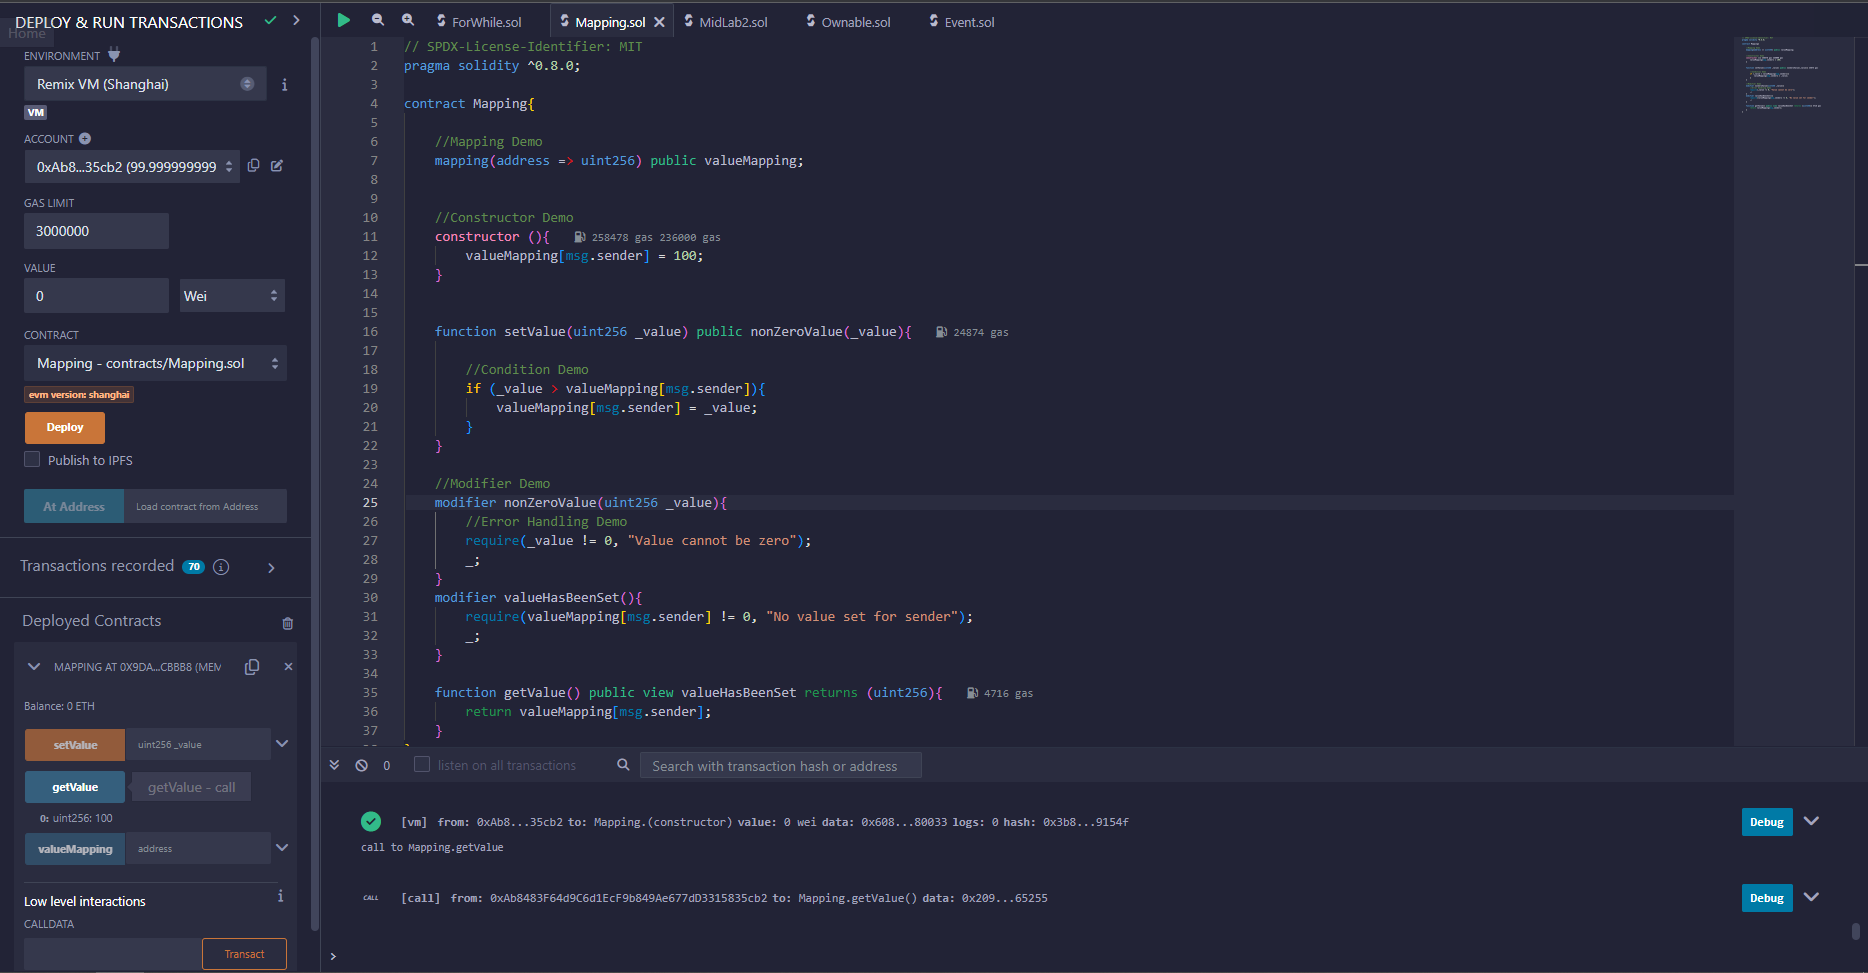 DEPLOY & RUN TRANSACTIONS
Home
ENVIRONMENT
Remix VM (Shanghai)
VM
ACCOUNT
0xAb8...35cb2 (99.999999999
GAS LIMIT
3000000
VALUE
0
Wei
CONTRACT
Mapping - contracts/Mapping.sol
evm version: shanghai
Deploy
Publish to IPFS
At Address
Load contract from Address
Transactions recorded 70
Deployed Contracts
MAPPING AT 0X9DA...CBBB8 (MEM
Balance: 0 ETH
setValue
uint256 _value
getValue
getValue - call
0: uint256: 100
valueMapping
address
Low level interactions
CALLDATA
Transact
ForWhile.sol
Mapping.sol
MidLab2.sol
Ownable.sol
Event.sol
1 // SPDX-License-Identifier: MIT
2 pragma solidity ^0.8.0;
3
4 contract Mapping{
5
6 //Mapping Demo
7 mapping(address => uint256) public valueMapping;
8
9
10 //Constructor Demo
11 constructor (){ 258478 gas 236000 gas
12 valueMapping[msg.sender] = 100;
13 }
14
15
16 function setValue(uint256 _value) public nonZeroValue(_value){ 24874 gas
17
18 //Condition Demo
19 if (_value > valueMapping[msg.sender]){
20 valueMapping[msg.sender] = _value;
21 }
22 }
23
24 //Modifier Demo
25 modifier nonZeroValue(uint256 _value){
26 //Error Handling Demo
27 require(_value != 0, "Value cannot be zero");
28 _;
29 }
30 modifier valueHasBeenSet(){
31 require(valueMapping[msg.sender] != 0, "No value set for sender");
32 _;
33 }
34
35 function getValue() public view valueHasBeenSet returns (uint256){ 4716 gas
36 return valueMapping[msg.sender];
37 }
0
listen on all transactions
Search with transaction hash or address
[vm] from: 0xAb8...35cb2 to: Mapping.(constructor) value: 0 wei data: 0x608...80033 logs: 0 hash: 0x3b8...9154f
Debug
call to Mapping.getValue
CALL [call] from: 0xAb8483F64d9C6d1EcF9b849Ae677dD3315835cb2 to: Mapping.getValue() data: 0x209...65255
Debug
>